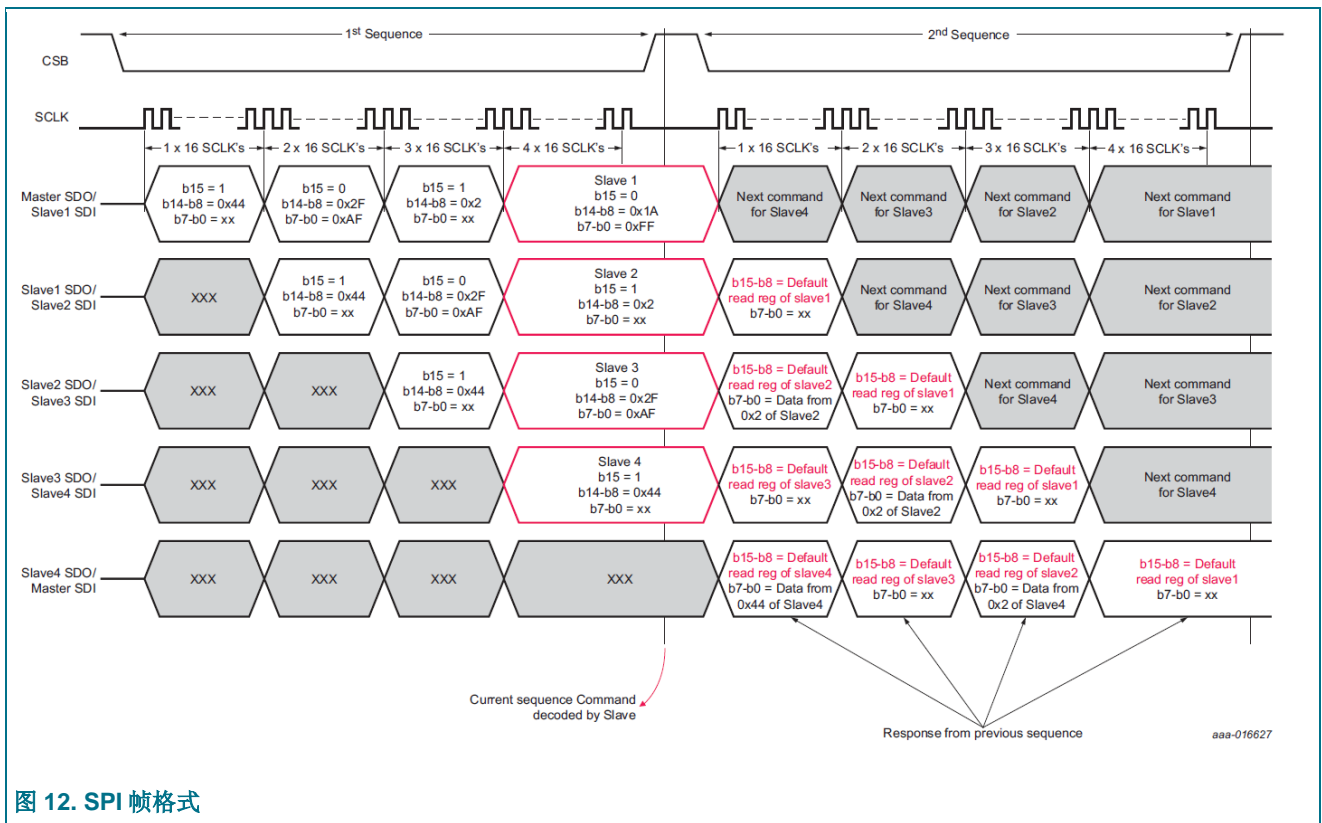 1st Sequence
2nd Sequence
CSB
SCLK
1 x 16 SCLK's
2 x 16 SCLK's
3 x 16 SCLK's
4 x 16 SCLK's
1 x 16 SCLK's
2 x 16 SCLK's
3 x 16 SCLK's
4 x 16 SCLK's
Master SDO/
Slave1 SDI
b15 = 1
b14-b8 = 0x44
b7-b0 = xx
b15 = 0
b14-b8 = 0x2F
b7-b0 = 0xAF
b15 = 1
b14-b8 = 0x2
b7-b0 = xx
Slave 1
b15 = 0
b14-b8 = 0x1A
b7-b0 = 0xFF
Next command
for Slave4
Next command
for Slave3
Next command
for Slave2
Next command
for Slave1
Slave1 SDO/
Slave2 SDI
XXX
b15 = 1
b14-b8 = 0x44
b7-b0 = xx
b15 = 0
b14-b8 = 0x2F
b7-b0 = 0xAF
Slave 2
b15 = 1
b14-b8 = 0x2
b7-b0 = xx
b15-b8 = Default
read reg of slave1
b7-b0 = xx
Next command
for Slave4
Next command
for Slave3
Next command
for Slave2
Slave2 SDO/
Slave3 SDI
XXX
XXX
b15 = 1
b14-b8 = 0x44
b7-b0 = xx
Slave 3
b15 = 0
b14-b8 = 0x2F
b7-b0 = 0xAF
b15-b8 = Default
read reg of slave2
b7-b0 = Data from
0x2 of Slave2
b15-b8 = Default
read reg of slave1
b7-b0 = xx
Next command
for Slave4
Next command
for Slave3
Slave3 SDO/
Slave4 SDI
XXX
XXX
XXX
Slave 4
b15 = 1
b14-b8 = 0x44
b7-b0 = xx
b15-b8 = Default
read reg of slave3
b7-b0 = xx
b15-b8 = Default
read reg of slave2
b7-b0 = Data from
0x2 of Slave2
b15-b8 = Default
read reg of slave1
b7-b0 = xx
Next command
for Slave4
Slave4 SDO/
Master SDI
XXX
XXX
XXX
XXX
b15-b8 = Default
read reg of slave4
b7-b0 = Data from
0x44 of Slave4
b15-b8 = Default
read reg of slave3
b7-b0 = xx
b15-b8 = Default
read reg of slave2
b7-b0 = Data from
0x2 of Slave4
b15-b8 = Default
read reg of slave1
b7-b0 = xx
Current sequence Command
decoded by Slave
Response from previous sequence
aaa-016627
图 12. SPI 帧格式